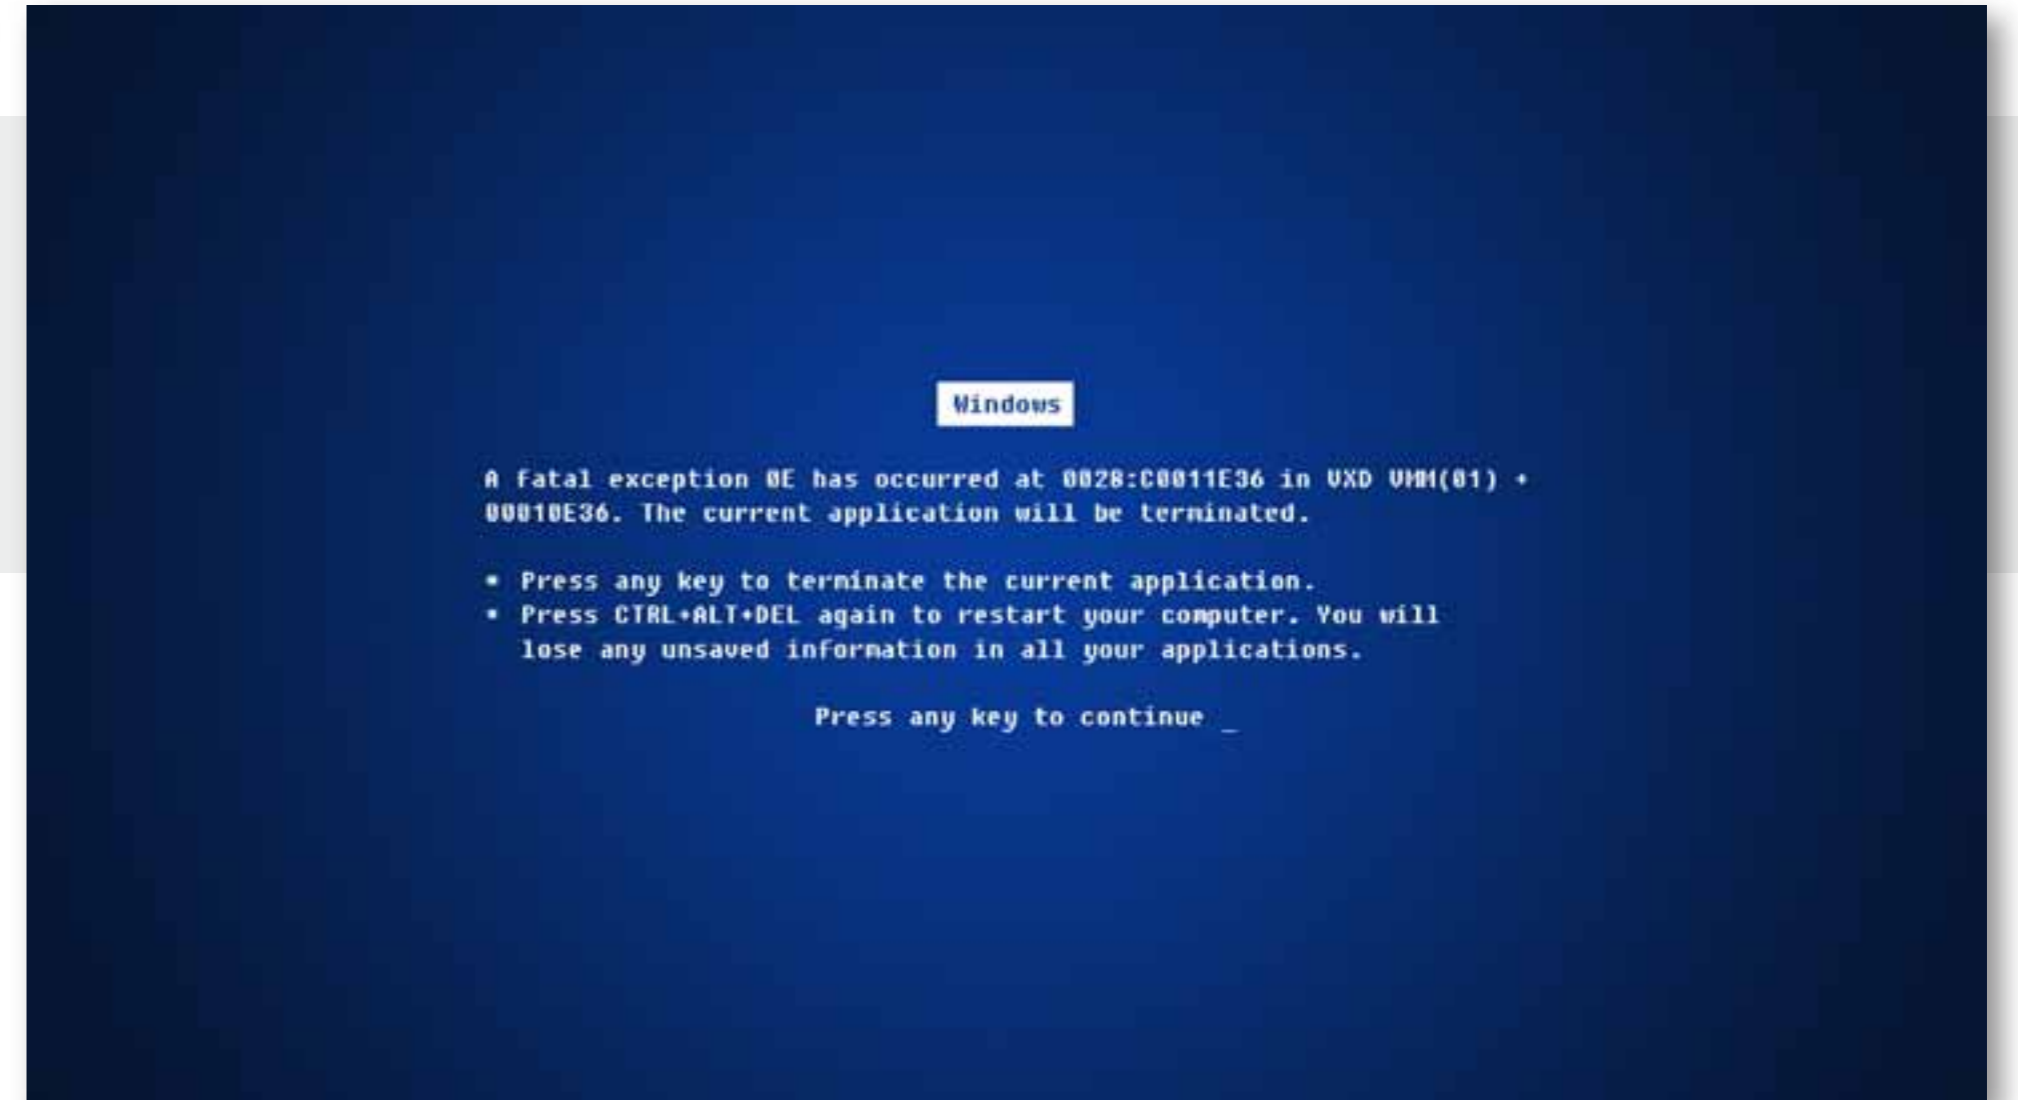 Windows
A fatal exception 0E has occurred at 0028:C0011E36 in VXD VMM(01) +
00010E36. The current application will be terminated.
• Press any key to terminate the current application.
• Press CTRL+ALT+DEL again to restart your computer. You will
lose any unsaved information in all your applications.
Press any key to continue _